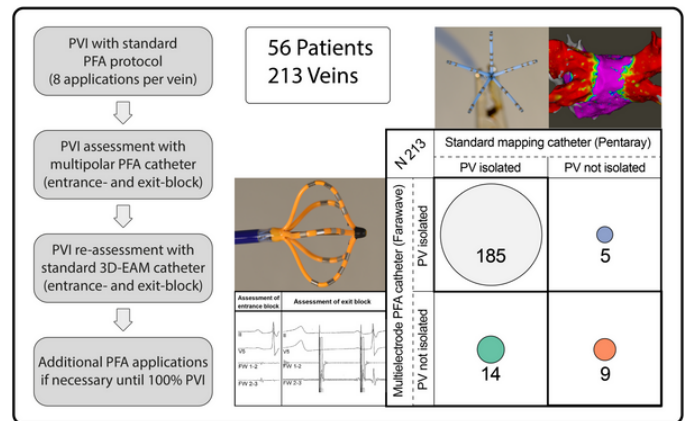 PVI with standard
PFA protocol
(8 applications per vein)
PVI assessment with
multipolar PFA catheter
(entrance- and exit-block)
PVI re-assessment with
standard 3D-EAM catheter
(entrance- and exit-block)
Additional PFA applications
if necessary until 100% PVI
56 Patients
213 Veins
N 213
Standard mapping catheter (Pentaray)
PV isolated
PV not isolated
Multielectrode PFA catheter (Farawave)
PV isolated
PV not isolated
185
5
14
9
Assessment of
entrance block
Assessment of exit block
II
V5
FW 1-2
FW 2-3
II
V5
FW 1-2
FW 2-3